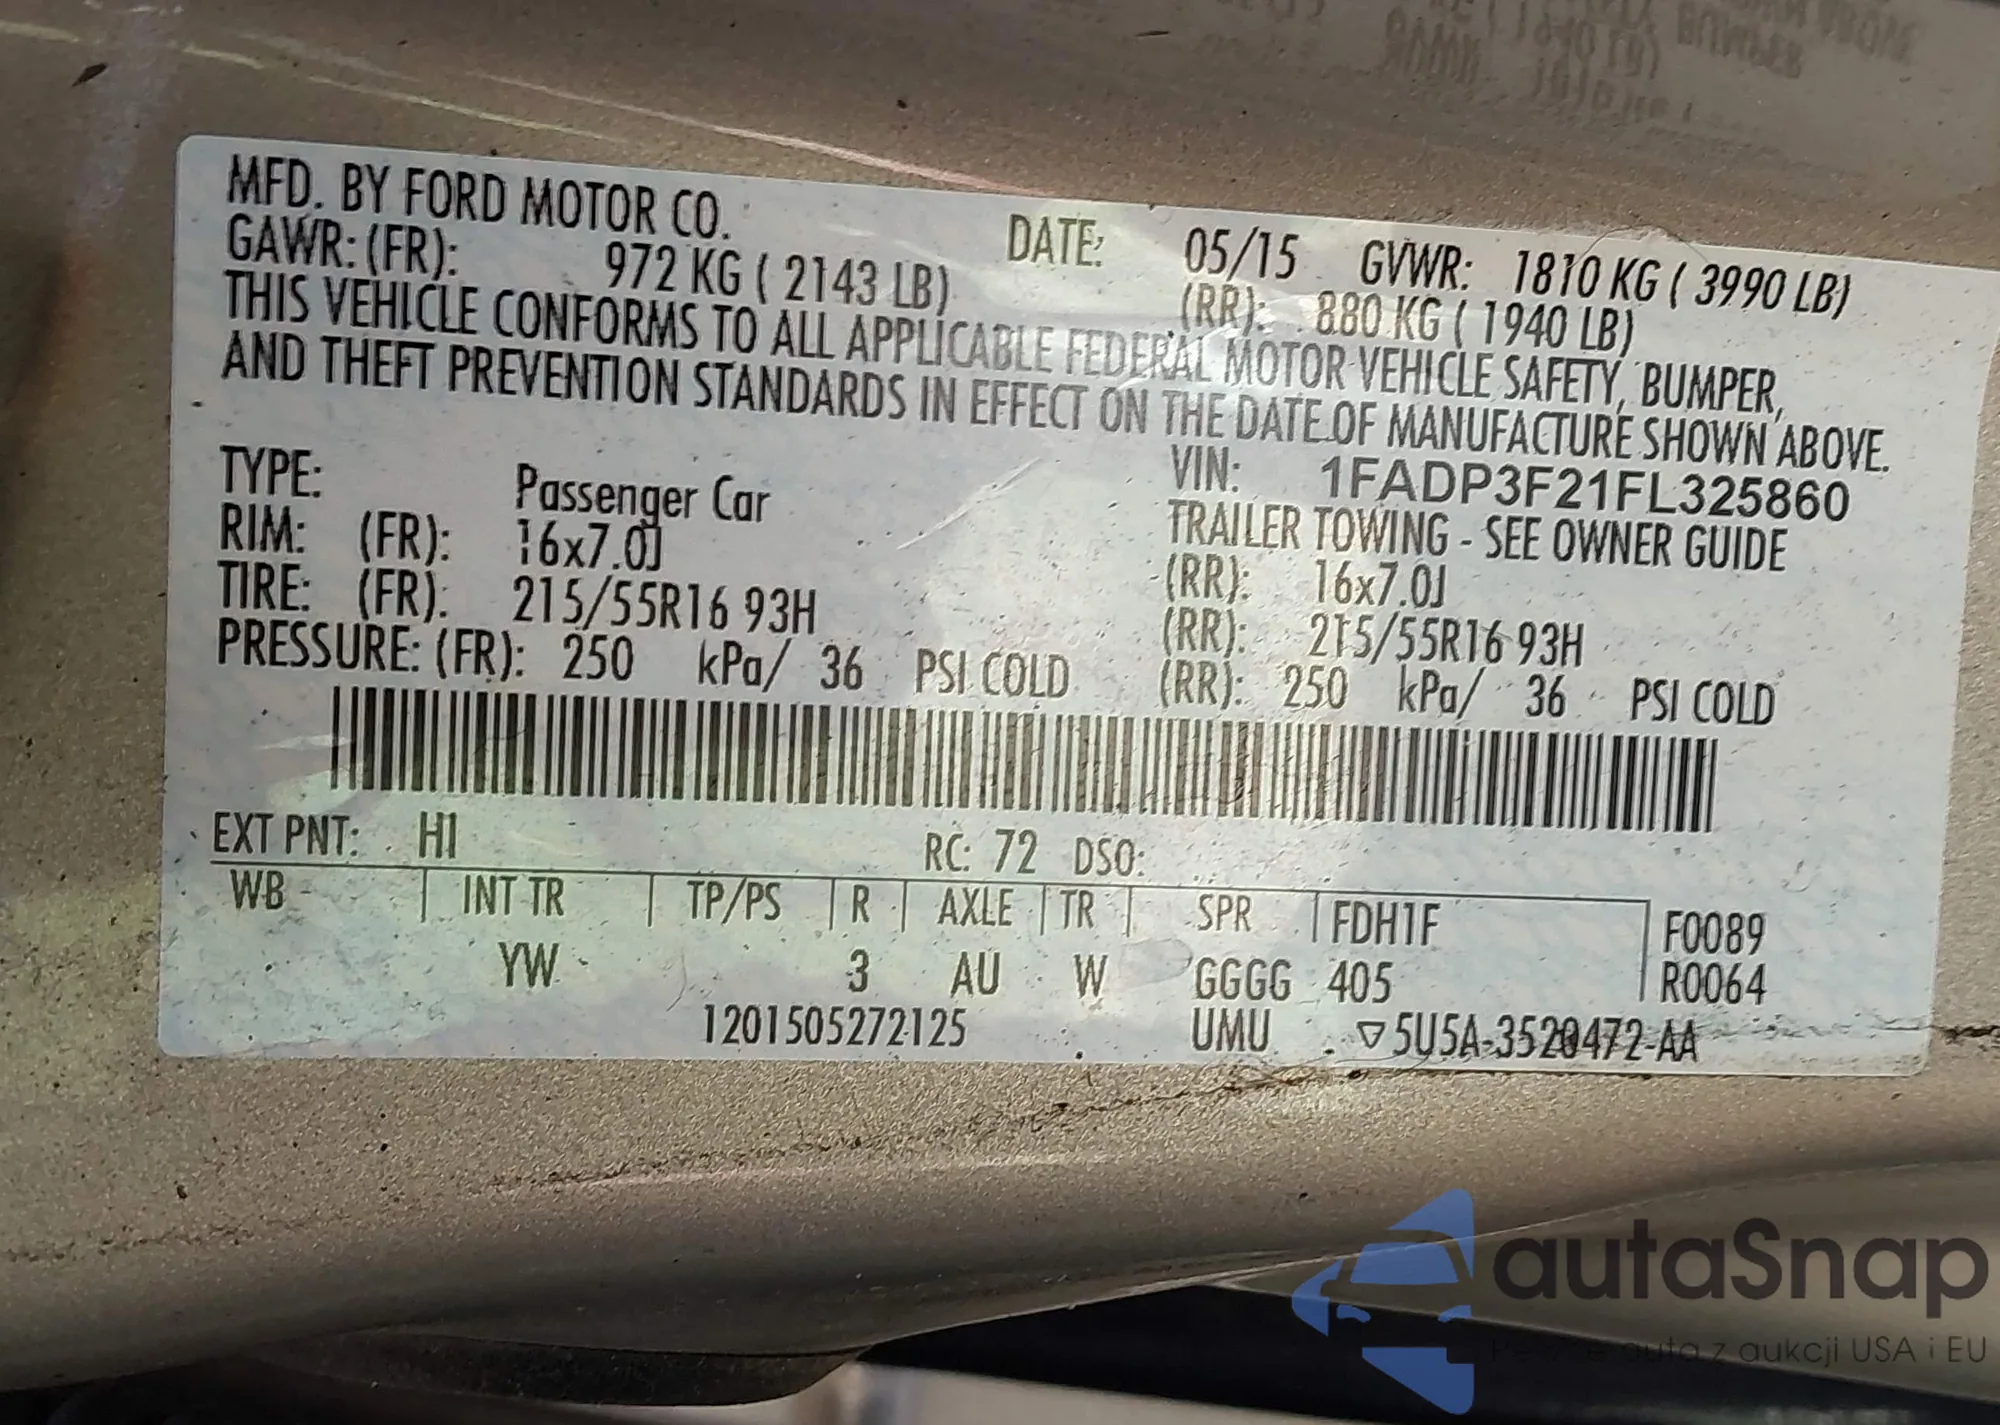 MFD. BY FORD MOTOR CO.
DATE: 05/15 GVWR: 1810 KG ( 3990 LB)
GAWR: (FR): 972 KG ( 2143 LB) (RR): 880 KG ( 1940 LB)
THIS VEHICLE CONFORMS TO ALL APPLICABLE FEDERAL MOTOR VEHICLE SAFETY, BUMPER,
AND THEFT PREVENTION STANDARDS IN EFFECT ON THE DATE OF MANUFACTURE SHOWN ABOVE.
TYPE: Passenger Car VIN: 1FADP3F21FL325860
TRAILER TOWING - SEE OWNER GUIDE
RIM: (FR): 16x7.0J (RR): 16x7.0J
TIRE: (FR): 215/55R16 93H (RR): 215/55R16 93H
PRESSURE: (FR): 250 kPa/ 36 PSI COLD (RR): 250 kPa/ 36 PSI COLD
EXT PNT: H1 RC: 72 DSO:
WB INT TR TP/PS R AXLE TR SPR FDH1F F0089
YW 3 AU W GGGG 405 R0064
1201505272125 UMU ▽5U5A-3520472-AA
autaSnap
auta z aukcji USA i EU